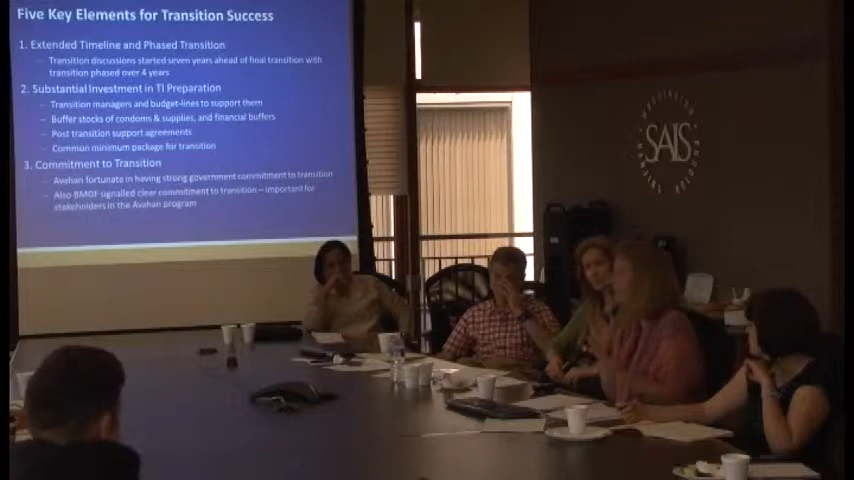 Five Key Elements for Transition Success
1. Extended Timeline and Phased Transition
– Transition discussions started seven years ahead of final transition with
transition phased over 4 years
2. Substantial Investment in TI Preparation
– Transition managers and budget-lines to support them
– Buffer stocks of condoms & supplies, and financial buffers
– Post transition support agreements
– Common minimum package for transition
3. Commitment to Transition
– Avahan fortunate in having strong government commitment to transition
– Also BMGF signalled clear commitment to transition – important for
stakeholders in the Avahan program
WASHINGTON
SAIS